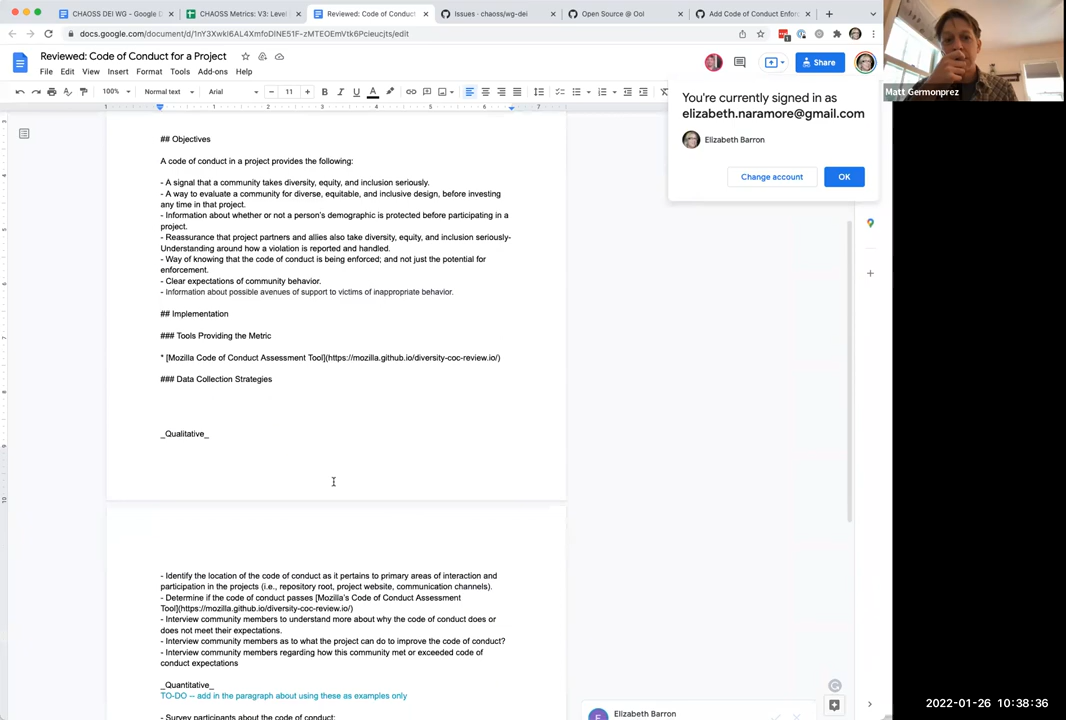 CHAOSS DEI WG - Google D
CHAOSS Metrics: V3: Level
Reviewed: Code of Conduct
Issues · chaoss/wg-dei
Open Source @ Ool
Add Code of Conduct Enfor
docs.google.com/document/d/1nY3Xwkl6AL4XmfoDlNE51F-zMTEOEmVtk6Pcieucjts/edit
Reviewed: Code of Conduct for a Project
File Edit View Insert Format Tools Add-ons Help
Share
100% Normal text Arial 11
Matt Germonprez
You're currently signed in as
elizabeth.naramore@gmail.com
Elizabeth Barron
Change account OK
## Objectives
A code of conduct in a project provides the following:
- A signal that a community takes diversity, equity, and inclusion seriously.
- A way to evaluate a community for diverse, equitable, and inclusive design, before investing
any time in that project.
- Information about whether or not a person's demographic is protected before participating in a
project.
- Reassurance that project partners and allies also take diversity, equity, and inclusion seriously-
Understanding around how a violation is reported and handled.
- Way of knowing that the code of conduct is being enforced; and not just the potential for
enforcement.
- Clear expectations of community behavior.
- Information about possible avenues of support to victims of inappropriate behavior.
## Implementation
### Tools Providing the Metric
* [Mozilla Code of Conduct Assessment Tool](https://mozilla.github.io/diversity-coc-review.io/)
### Data Collection Strategies
_Qualitative_
- Identify the location of the code of conduct as it pertains to primary areas of interaction and
participation in the projects (i.e., repository root, project website, communication channels).
- Determine if the code of conduct passes [Mozilla's Code of Conduct Assessment
Tool](https://mozilla.github.io/diversity-coc-review.io/)
- Interview community members to understand more about why the code of conduct does or
does not meet their expectations.
- Interview community members as to what the project can do to improve the code of conduct?
- Interview community members regarding how this community met or exceeded code of
conduct expectations
_Quantitative_
TO-DO -- add in the paragraph about using these as examples only
- Survey participants about the code of conduct:
E Elizabeth Barron
2022-01-26 10:38:36